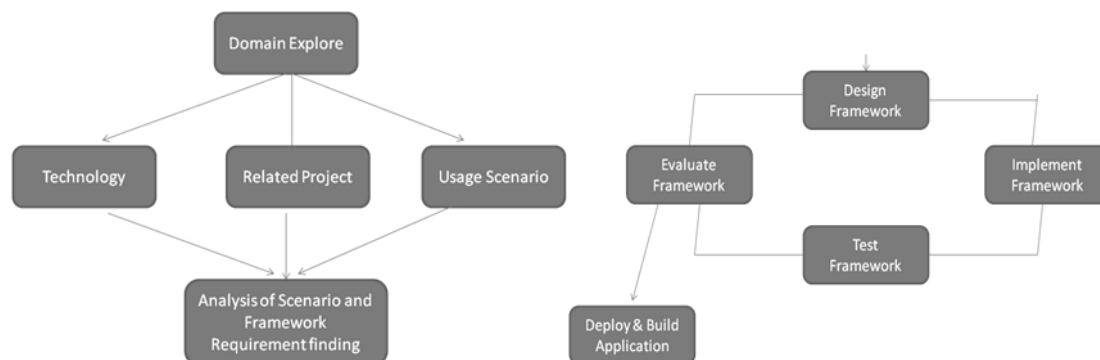 Domain Explore
Technology
Related Project
Usage Scenario
Analysis of Scenario and
Framework
Requirement finding
Design
Framework
Evaluate
Framework
Implement
Framework
Test
Framework
Deploy & Build
Application